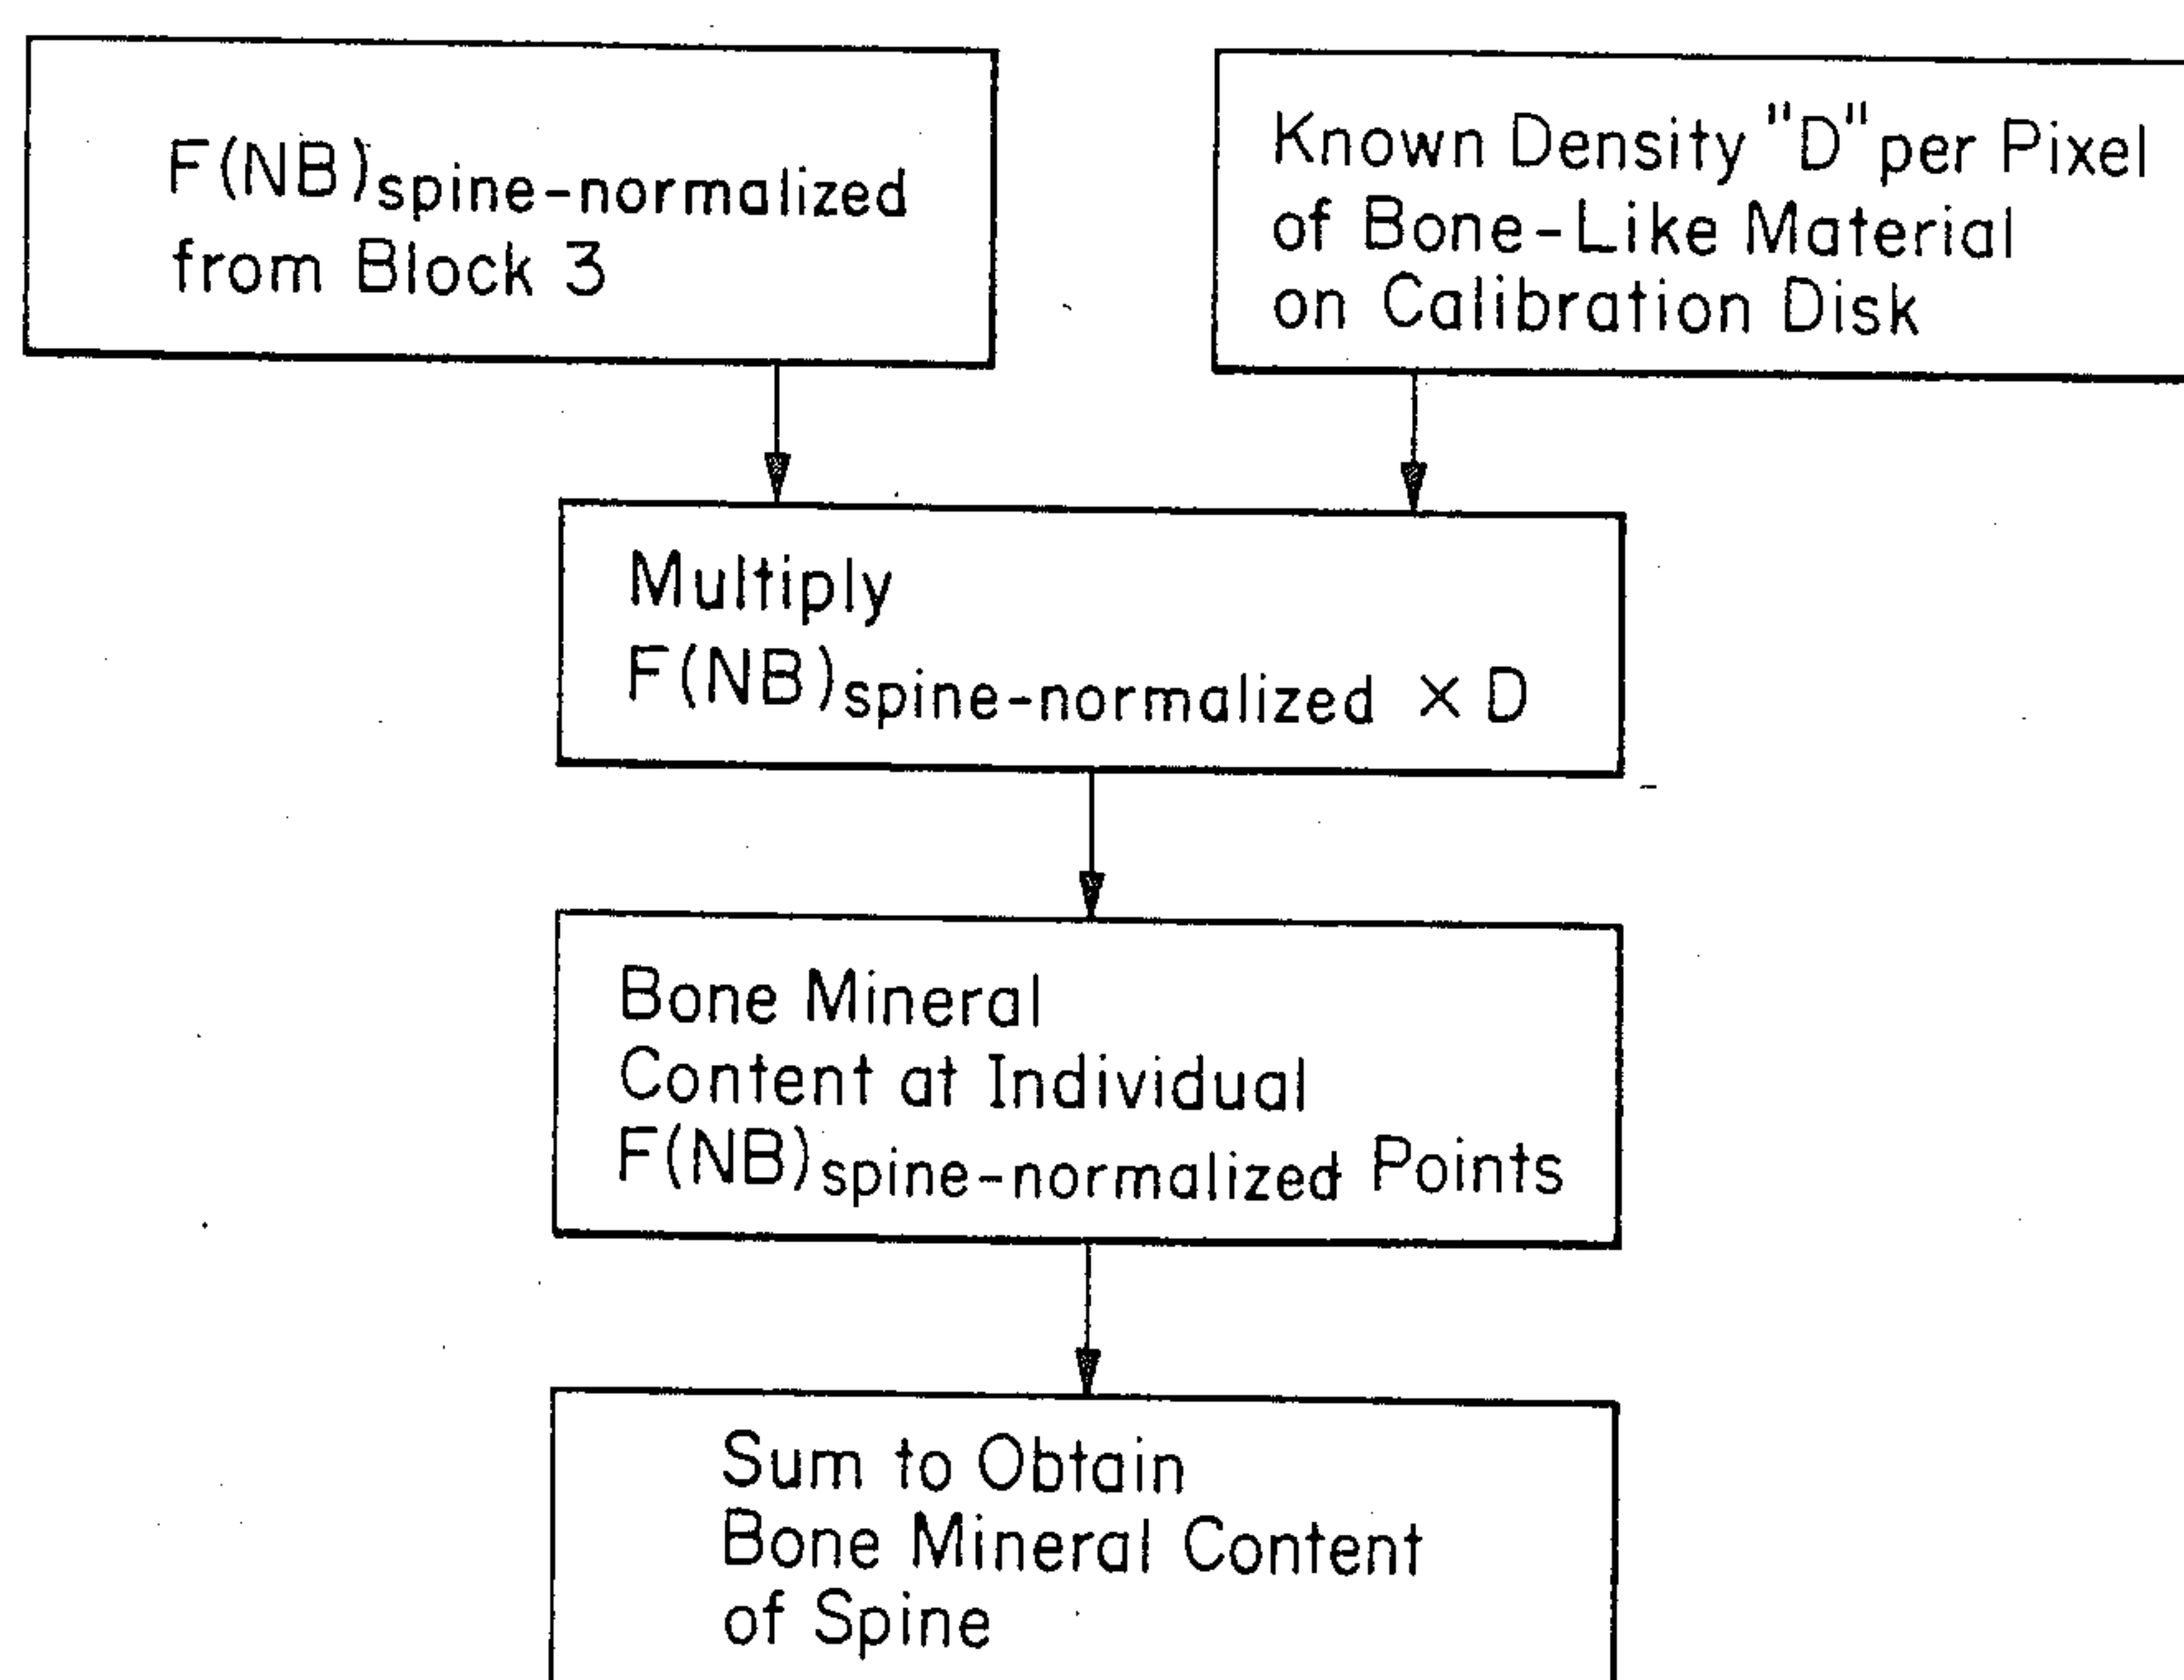 F(NB)spine-normalized
from Block 3
Known Density "D" per Pixel
of Bone-Like Material
on Calibration Disk
Multiply
F(NB)spine-normalized × D
Bone Mineral
Content at Individual
F(NB)spine-normalized Points
Sum to Obtain
Bone Mineral Content
of Spine